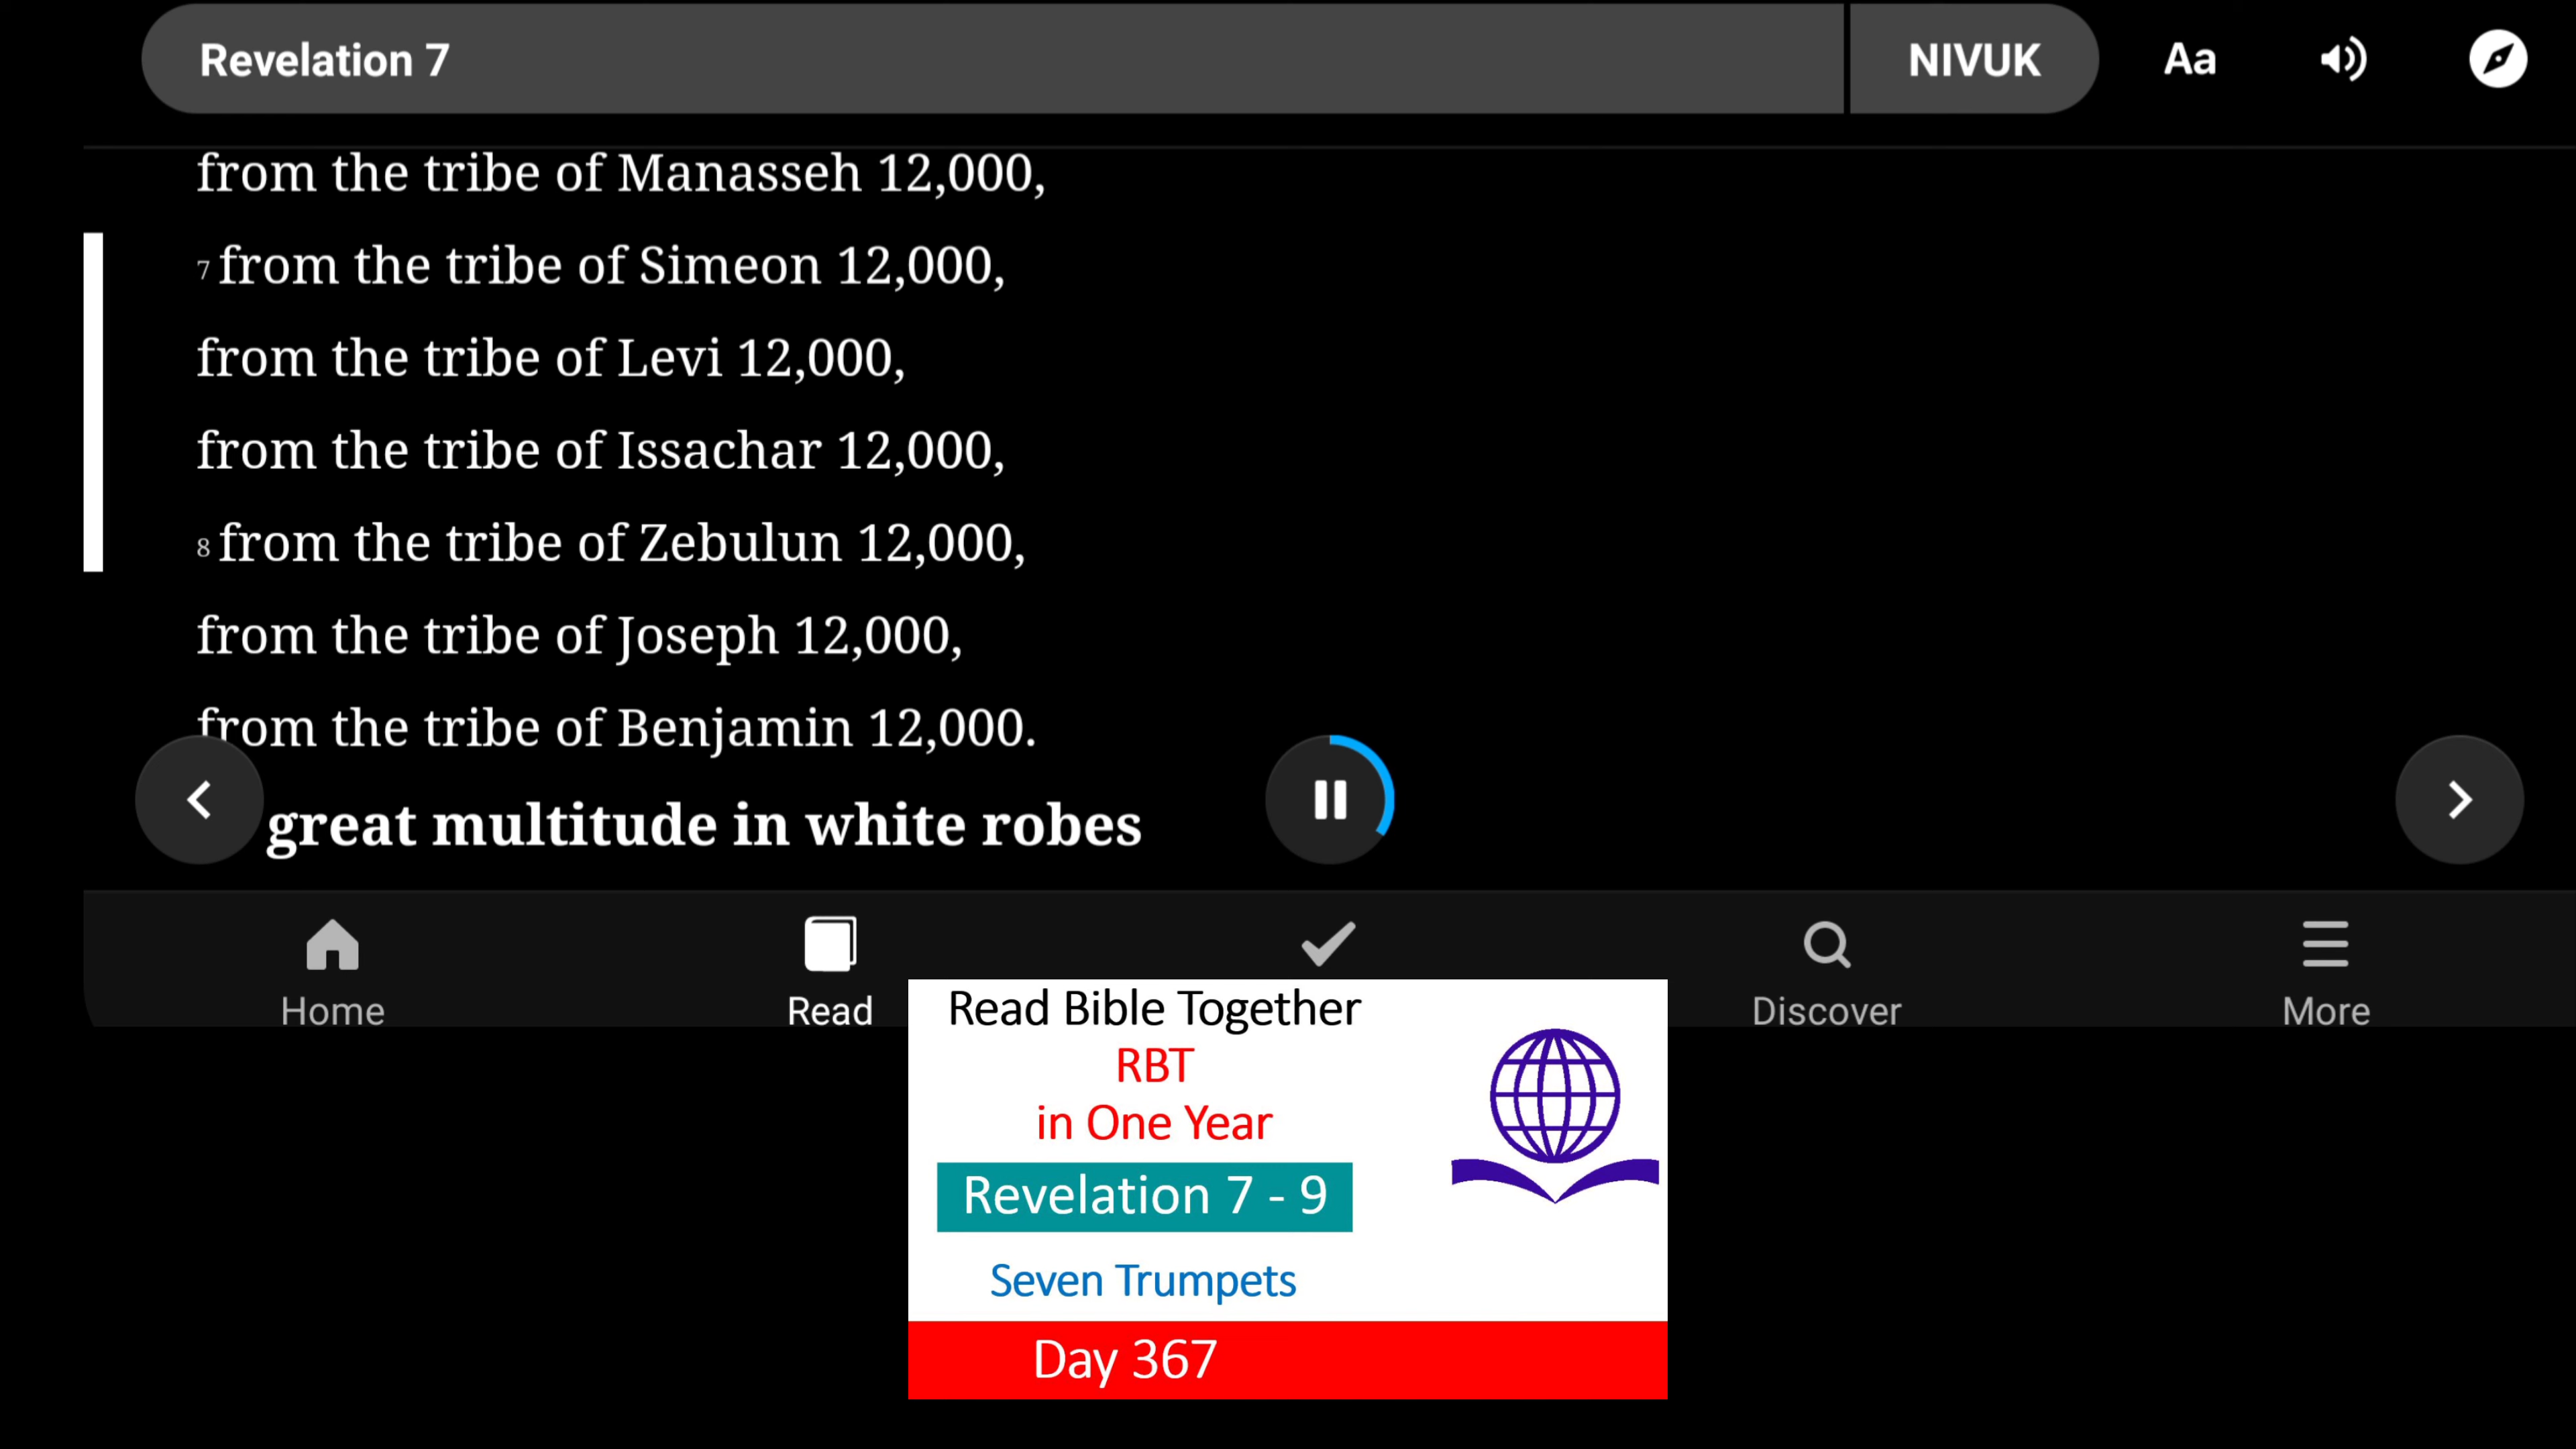 Revelation 7
NIVUK
Aa
from the tribe of Manasseh 12,000,
7 from the tribe of Simeon 12,000,
from the tribe of Levi 12,000,
from the tribe of Issachar 12,000,
8 from the tribe of Zebulun 12,000,
from the tribe of Joseph 12,000,
from the tribe of Benjamin 12,000.
great multitude in white robes
Home
Read
Discover
More
Read Bible Together
RBT
in One Year
Revelation 7 - 9
Seven Trumpets
Day 367